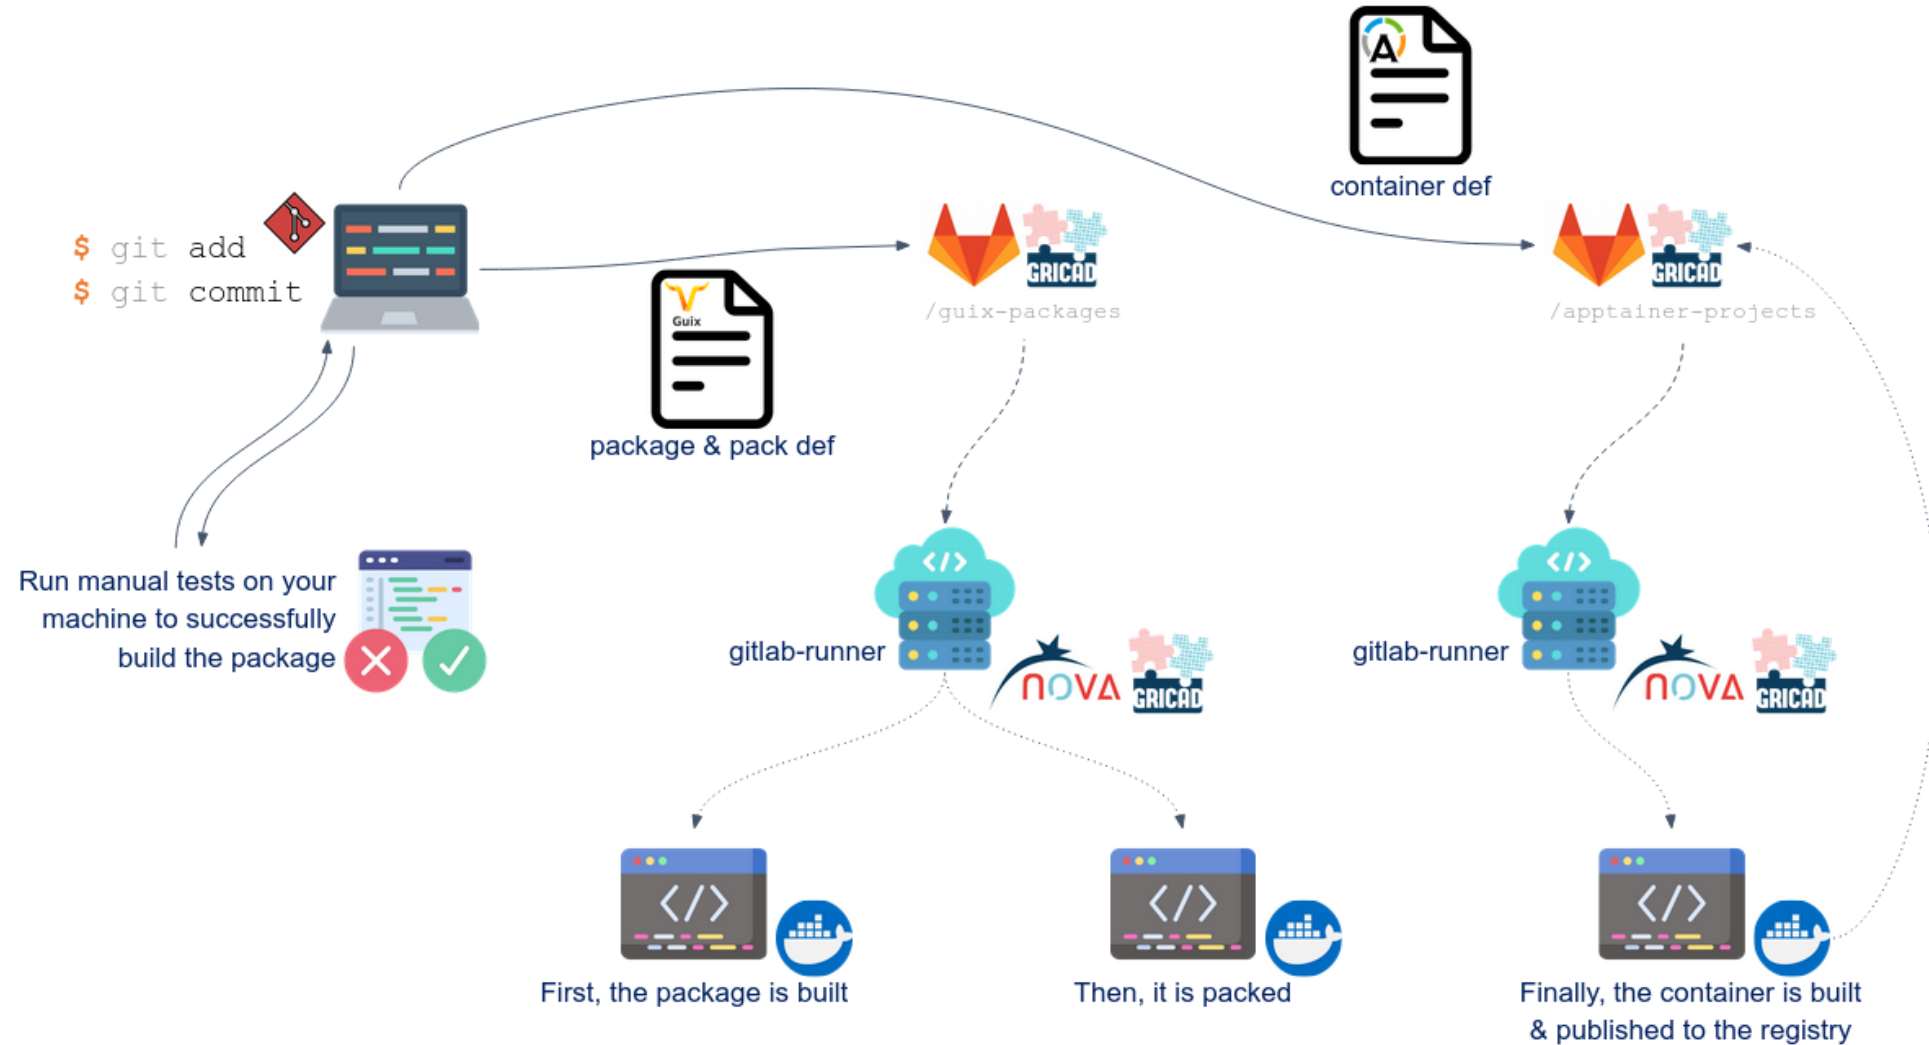 A
container def
$ git add
$ git commit
GRICAD
/guix-packages
GRICAD
/apptainer-projects
Guix
package & pack def
Run manual tests on your
machine to successfully
build the package
</>
gitlab-runner
NOVA
GRICAD
</>
gitlab-runner
NOVA
GRICAD
</>
First, the package is built
</>
Then, it is packed
</>
Finally, the container is built
& published to the registry